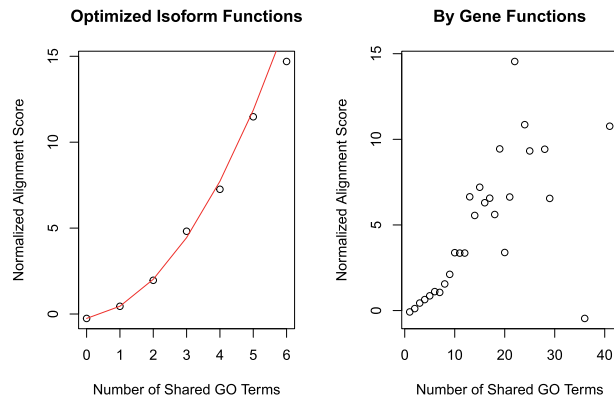 Optimized Isoform Functions
By Gene Functions
Normalized Alignment Score
15
10
5
0
0 1 2 3 4 5 6
Number of Shared GO Terms
Normalized Alignment Score
15
10
5
0
0 10 20 30 40
Number of Shared GO Terms